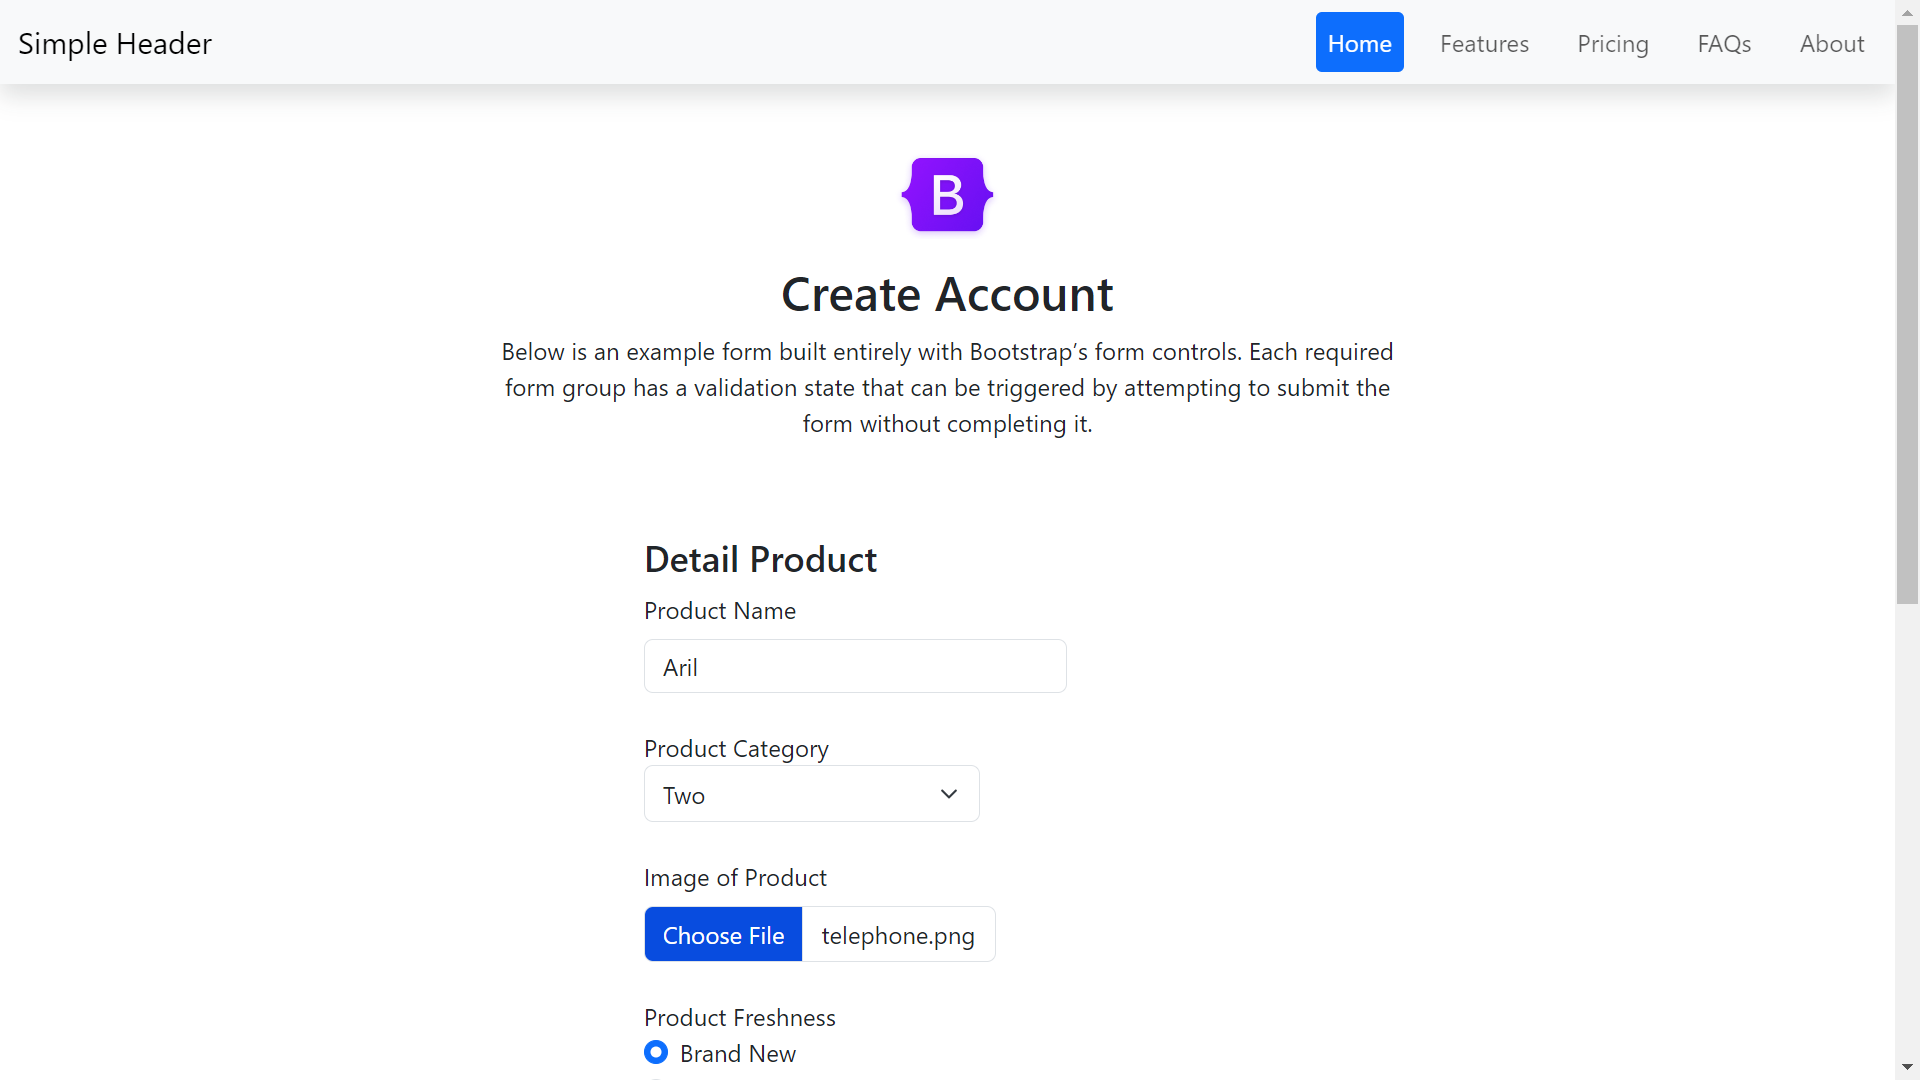 Simple Header
Home
Features
Pricing
FAQs
About
B
Create Account
Below is an example form built entirely with Bootstrap’s form controls. Each required
form group has a validation state that can be triggered by attempting to submit the
form without completing it.
Detail Product
Product Name
Aril
Product Category
Two
Image of Product
Choose File
telephone.png
Product Freshness
Brand New